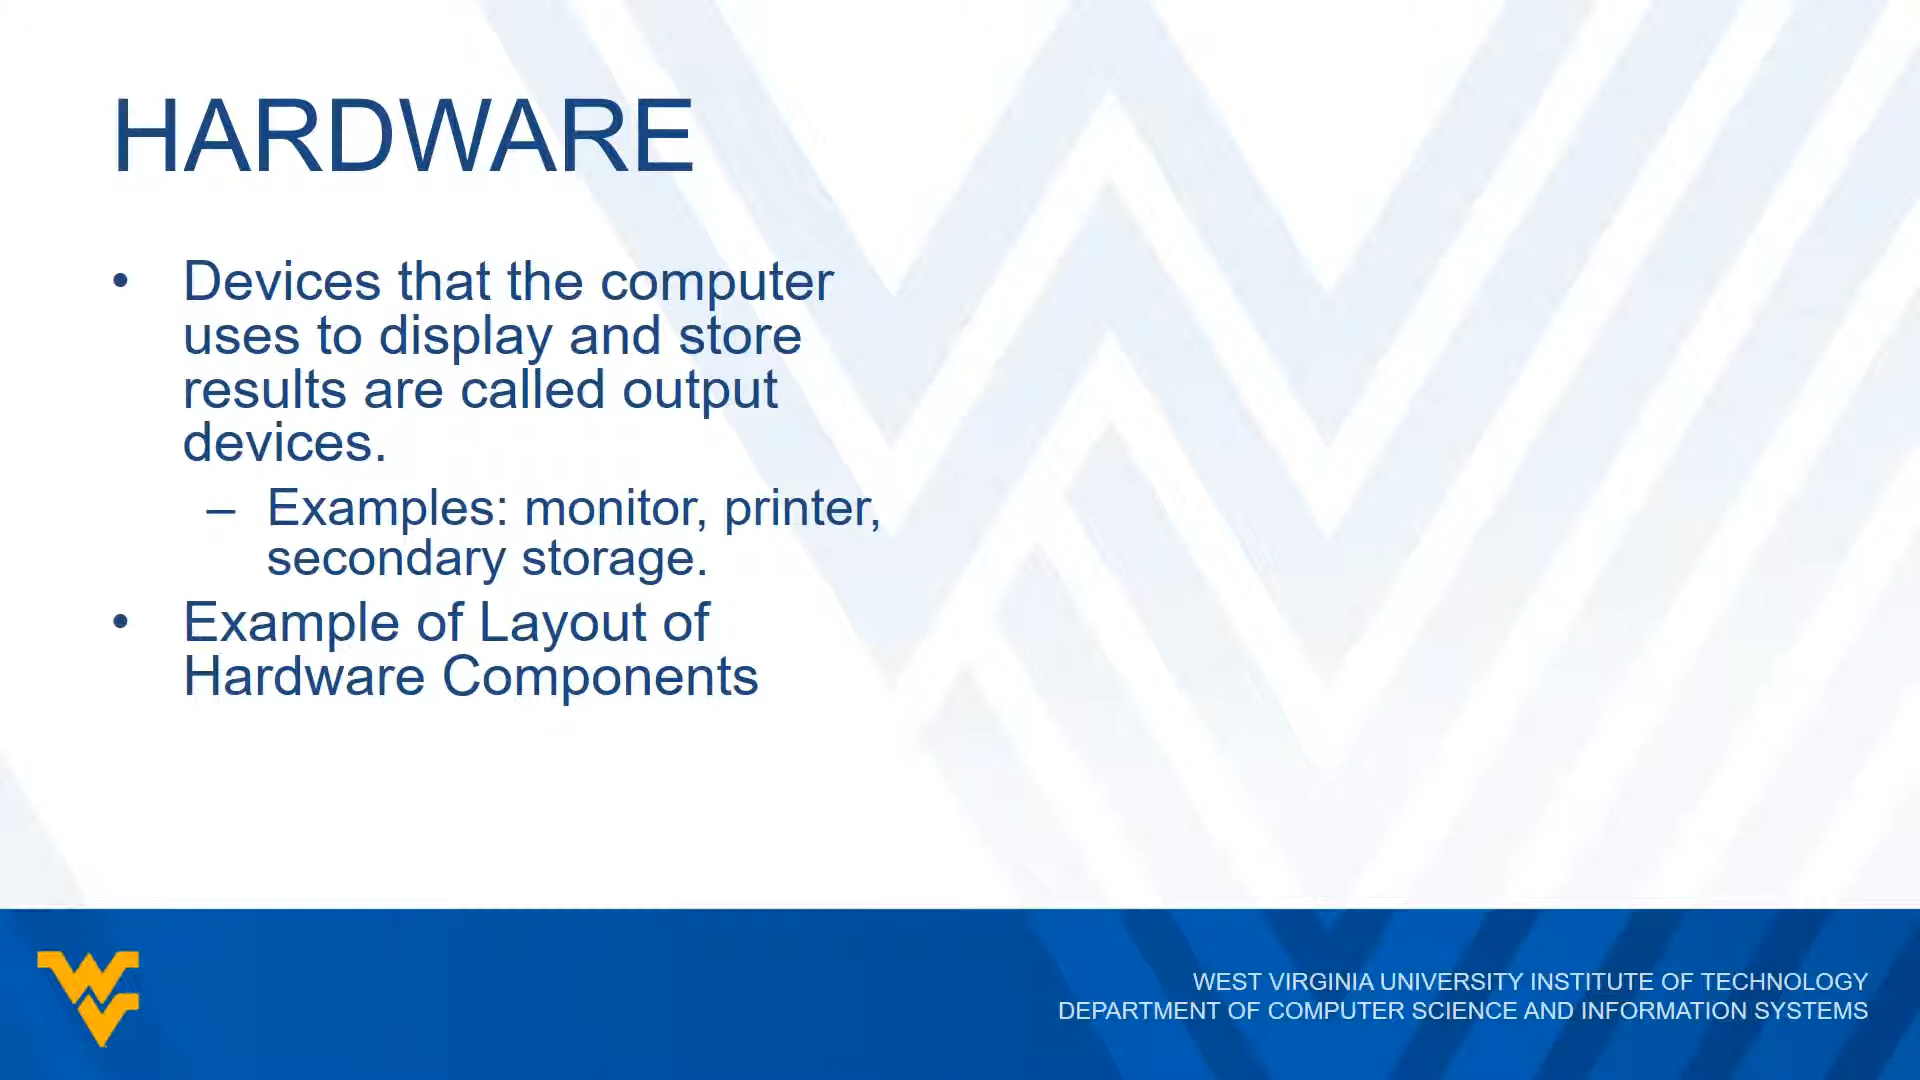 HARDWARE
• Devices that the computer
uses to display and store
results are called output
devices.
– Examples: monitor, printer,
secondary storage.
• Example of Layout of
Hardware Components
WEST VIRGINIA UNIVERSITY INSTITUTE OF TECHNOLOGY
DEPARTMENT OF COMPUTER SCIENCE AND INFORMATION SYSTEMS